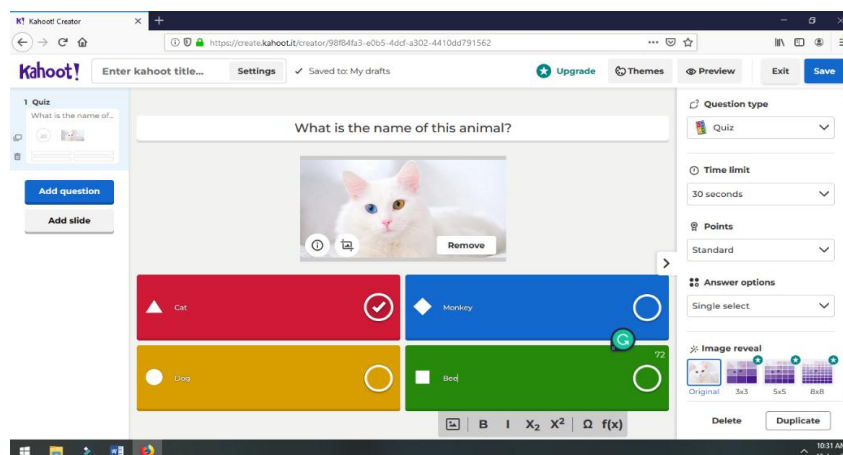 K! Kahoot! Creator
https://create.kahoot.it/creator/98f84fa3-e0b5-4dcf-a302-4410dd791562
Kahoot!
Enter kahoot title...
Settings
Saved to: My drafts
Upgrade
Themes
Preview
Exit
Save
1 Quiz
What is the name of...
Add question
Add slide
What is the name of this animal?
Remove
Cat
Monkey
Dog
72
Bee
B I X₂ X² Ω f(x)
Question type
Quiz
Time limit
30 seconds
Points
Standard
Answer options
Single select
Image reveal
Original 3x3 5x5 8x8
Delete
Duplicate
10:31 AM